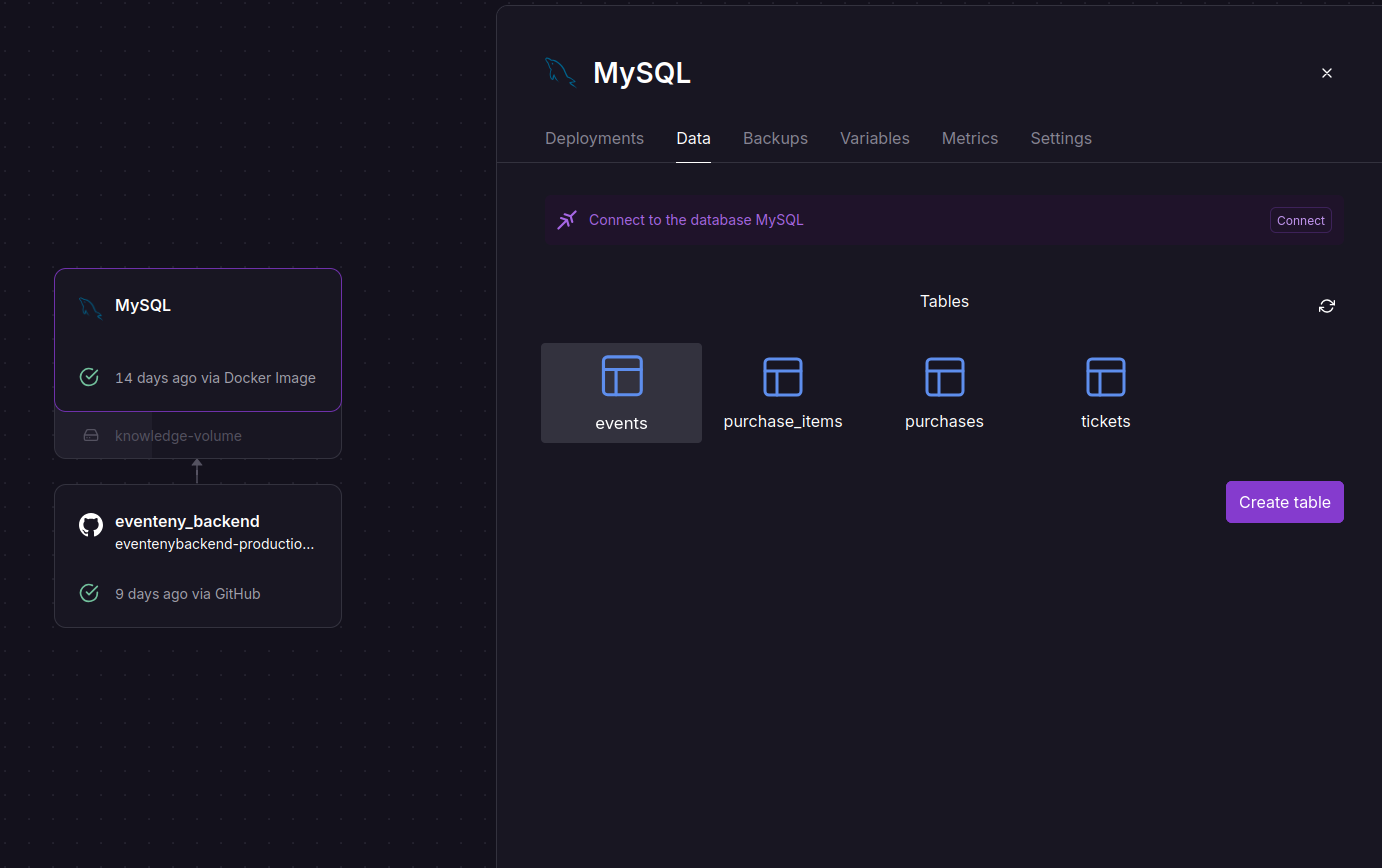 MySQL
Deployments Data Backups Variables Metrics Settings
Connect to the database MySQL Connect
Tables
events purchase_items purchases tickets
Create table
MySQL
14 days ago via Docker Image
knowledge-volume
eventeny_backend
eventenybackend-productio...
9 days ago via GitHub